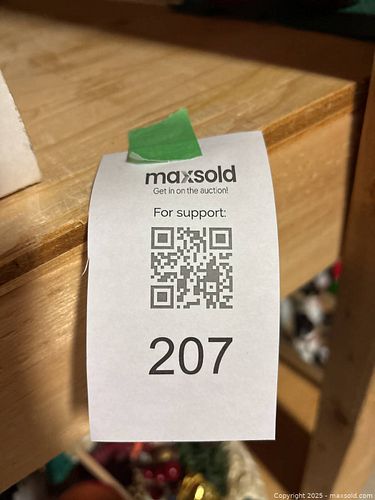 maxsold
Get in on the auction!
For support:
207
Copyright 2025 - maxsold.com